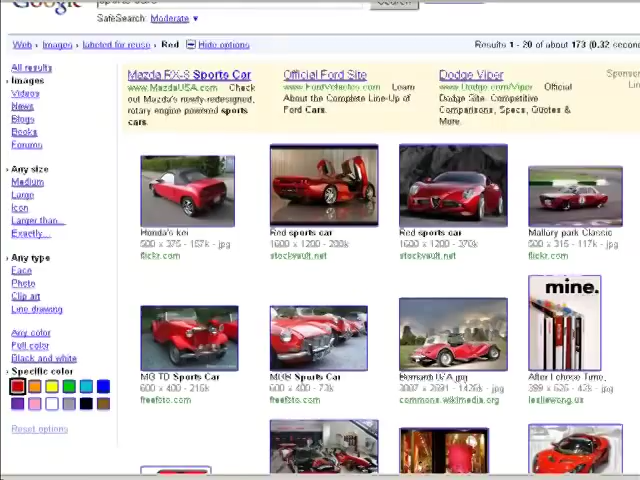 Google
SafeSearch: Moderate ▼
Web › Images › labeled for reuse › Red Hide options
Results 1 - 20 of about 173 (0.32 secon
All results
› Images
Videos
News
Blogs
Books
Forums
› Any size
Medium
Large
Icon
Larger than...
Exactly...
› Any type
Face
Photo
Clip art
Line drawing
Any color
Full color
Black and white
› Specific color
Reset options
Mazda RX-8 Sports Car
www.MazdaUSA.com Check
out Mazda's newly-redesigned,
rotary engine powered sports
cars.
Official Ford Site
www.FordVehicles.com Learn
About the Complete Line-Up of
Ford Cars.
Dodge Viper
www.Dodge.com/Viper Official
Dodge Site. Competitive
Comparisons, Specs, Quotes &
More.
Sponsor
Honda's kei
500 x 375 - 157k - jpg
flickr.com
Red sports car
1600 x 1200 - 200k
stockvault.net
Red sports car
1600 x 1200 - 370k
stockvault.net
Mallory park Classic
500 x 316 - 117k - jpg
flickr.com
mine.
MG TD Sports Car
600 x 400 - 216k
freefoto.com
MGB Sports Car
600 x 400 - 73k
freefoto.com
commons.wikimedia.org
After I chose Time,
lesliewong.us